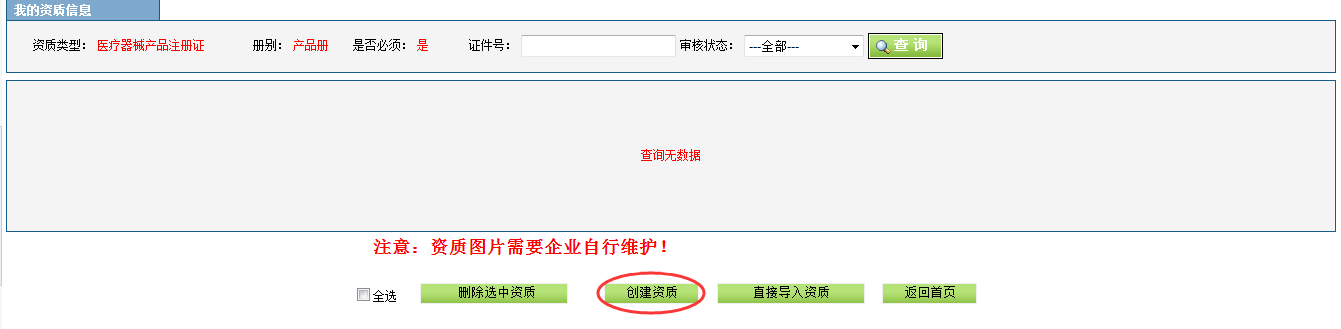 我的资质信息
资质类型： 医疗器械产品注册证 册别： 产品册 是否必须： 是 证件号： 审核状态： ---全部--- 查 询
查询无数据
注意：资质图片需要企业自行维护！
全选 删除选中资质 创建资质 直接导入资质 返回首页